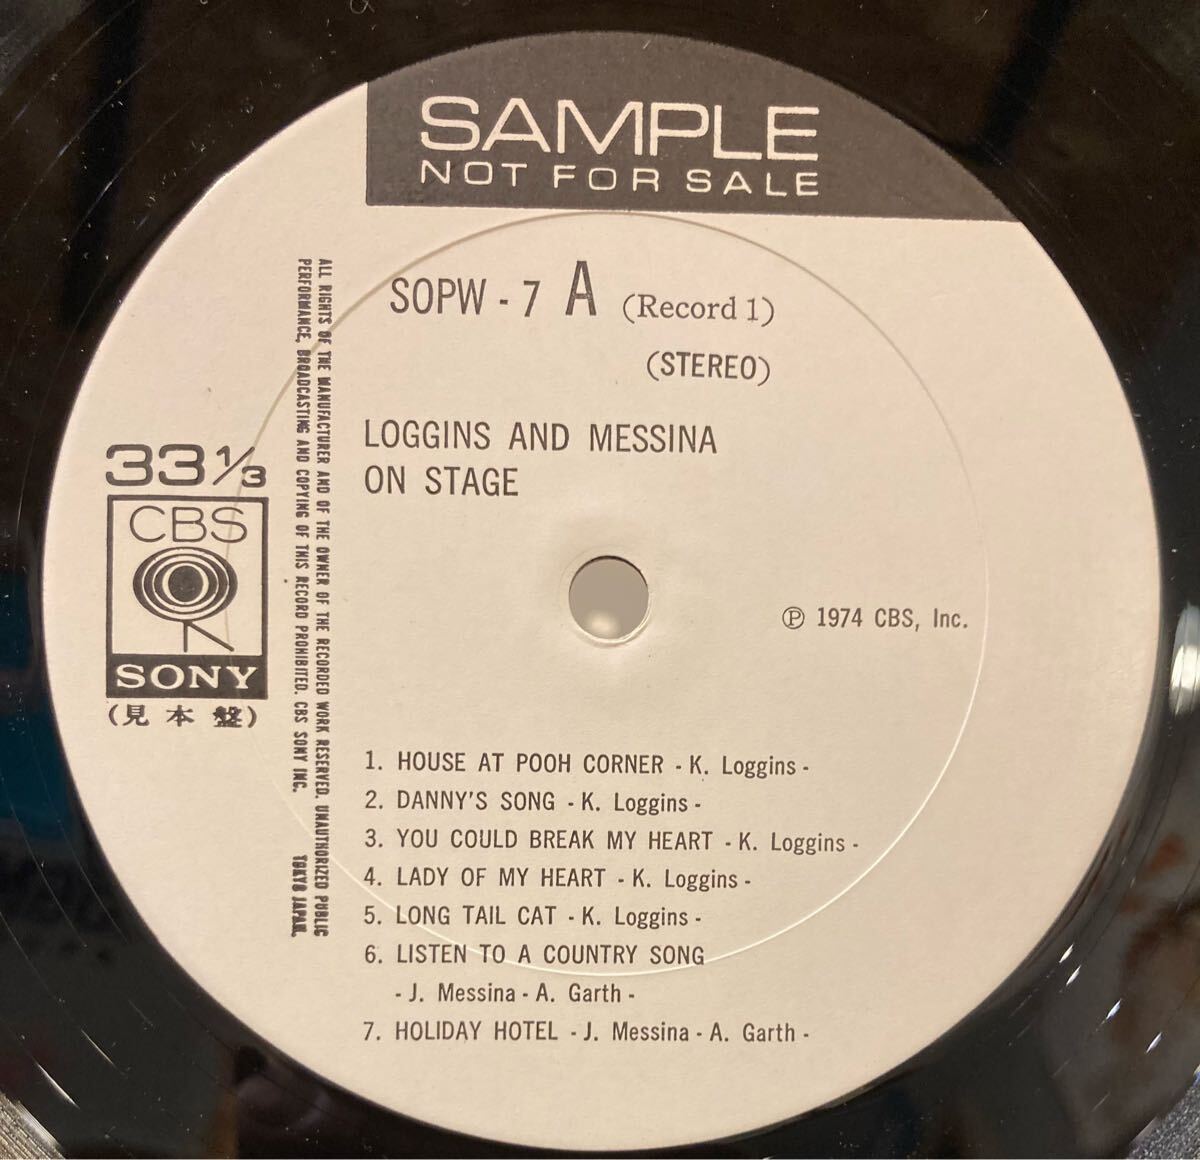 SAMPLE
NOT FOR SALE
SOPW - 7 A (Record 1)
(STEREO)
LOGGINS AND MESSINA
ON STAGE
33 1/3
CBS
SONY
(見本盤)
ALL RIGHTS OF THE MANUFACTURER AND OF THE OWNER OF THE RECORDED WORK RESERVED. UNAUTHORIZED PUBLIC
PERFORMANCE, BROADCASTING AND COPYING OF THIS RECORD PROHIBITED. CBS SONY INC. TOKYO JAPAN.
℗ 1974 CBS, Inc.
1. HOUSE AT POOH CORNER - K. Loggins -
2. DANNY'S SONG - K. Loggins -
3. YOU COULD BREAK MY HEART - K. Loggins -
4. LADY OF MY HEART - K. Loggins -
5. LONG TAIL CAT - K. Loggins -
6. LISTEN TO A COUNTRY SONG
- J. Messina - A. Garth -
7. HOLIDAY HOTEL - J. Messina - A. Garth -